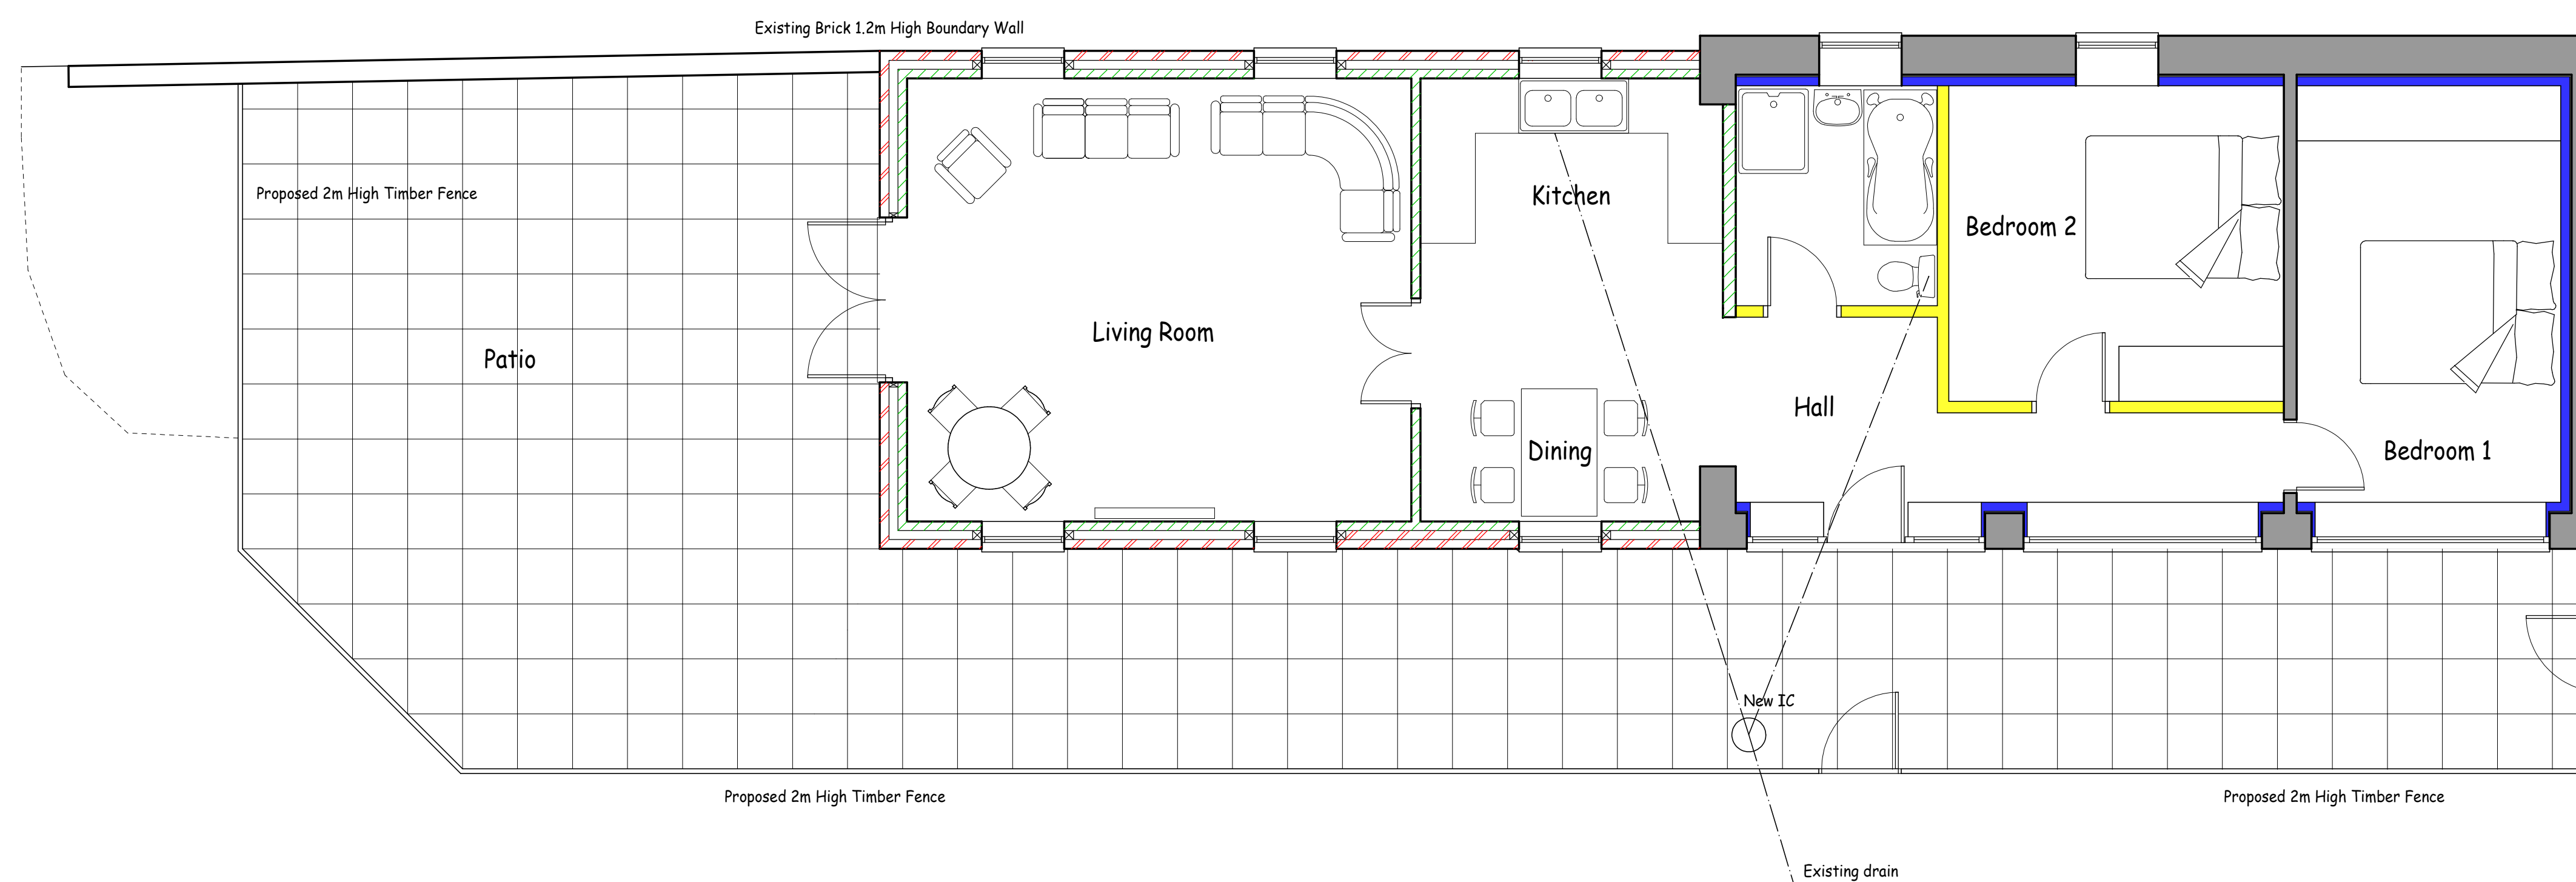 Existing Brick 1.2m High Boundary Wall
Proposed 2m High Timber Fence
Kitchen
Bedroom 2
Living Room
Patio
Hall
Dining
Bedroom 1
New IC
Proposed 2m High Timber Fence
Proposed 2m High Timber Fence
Existing drain